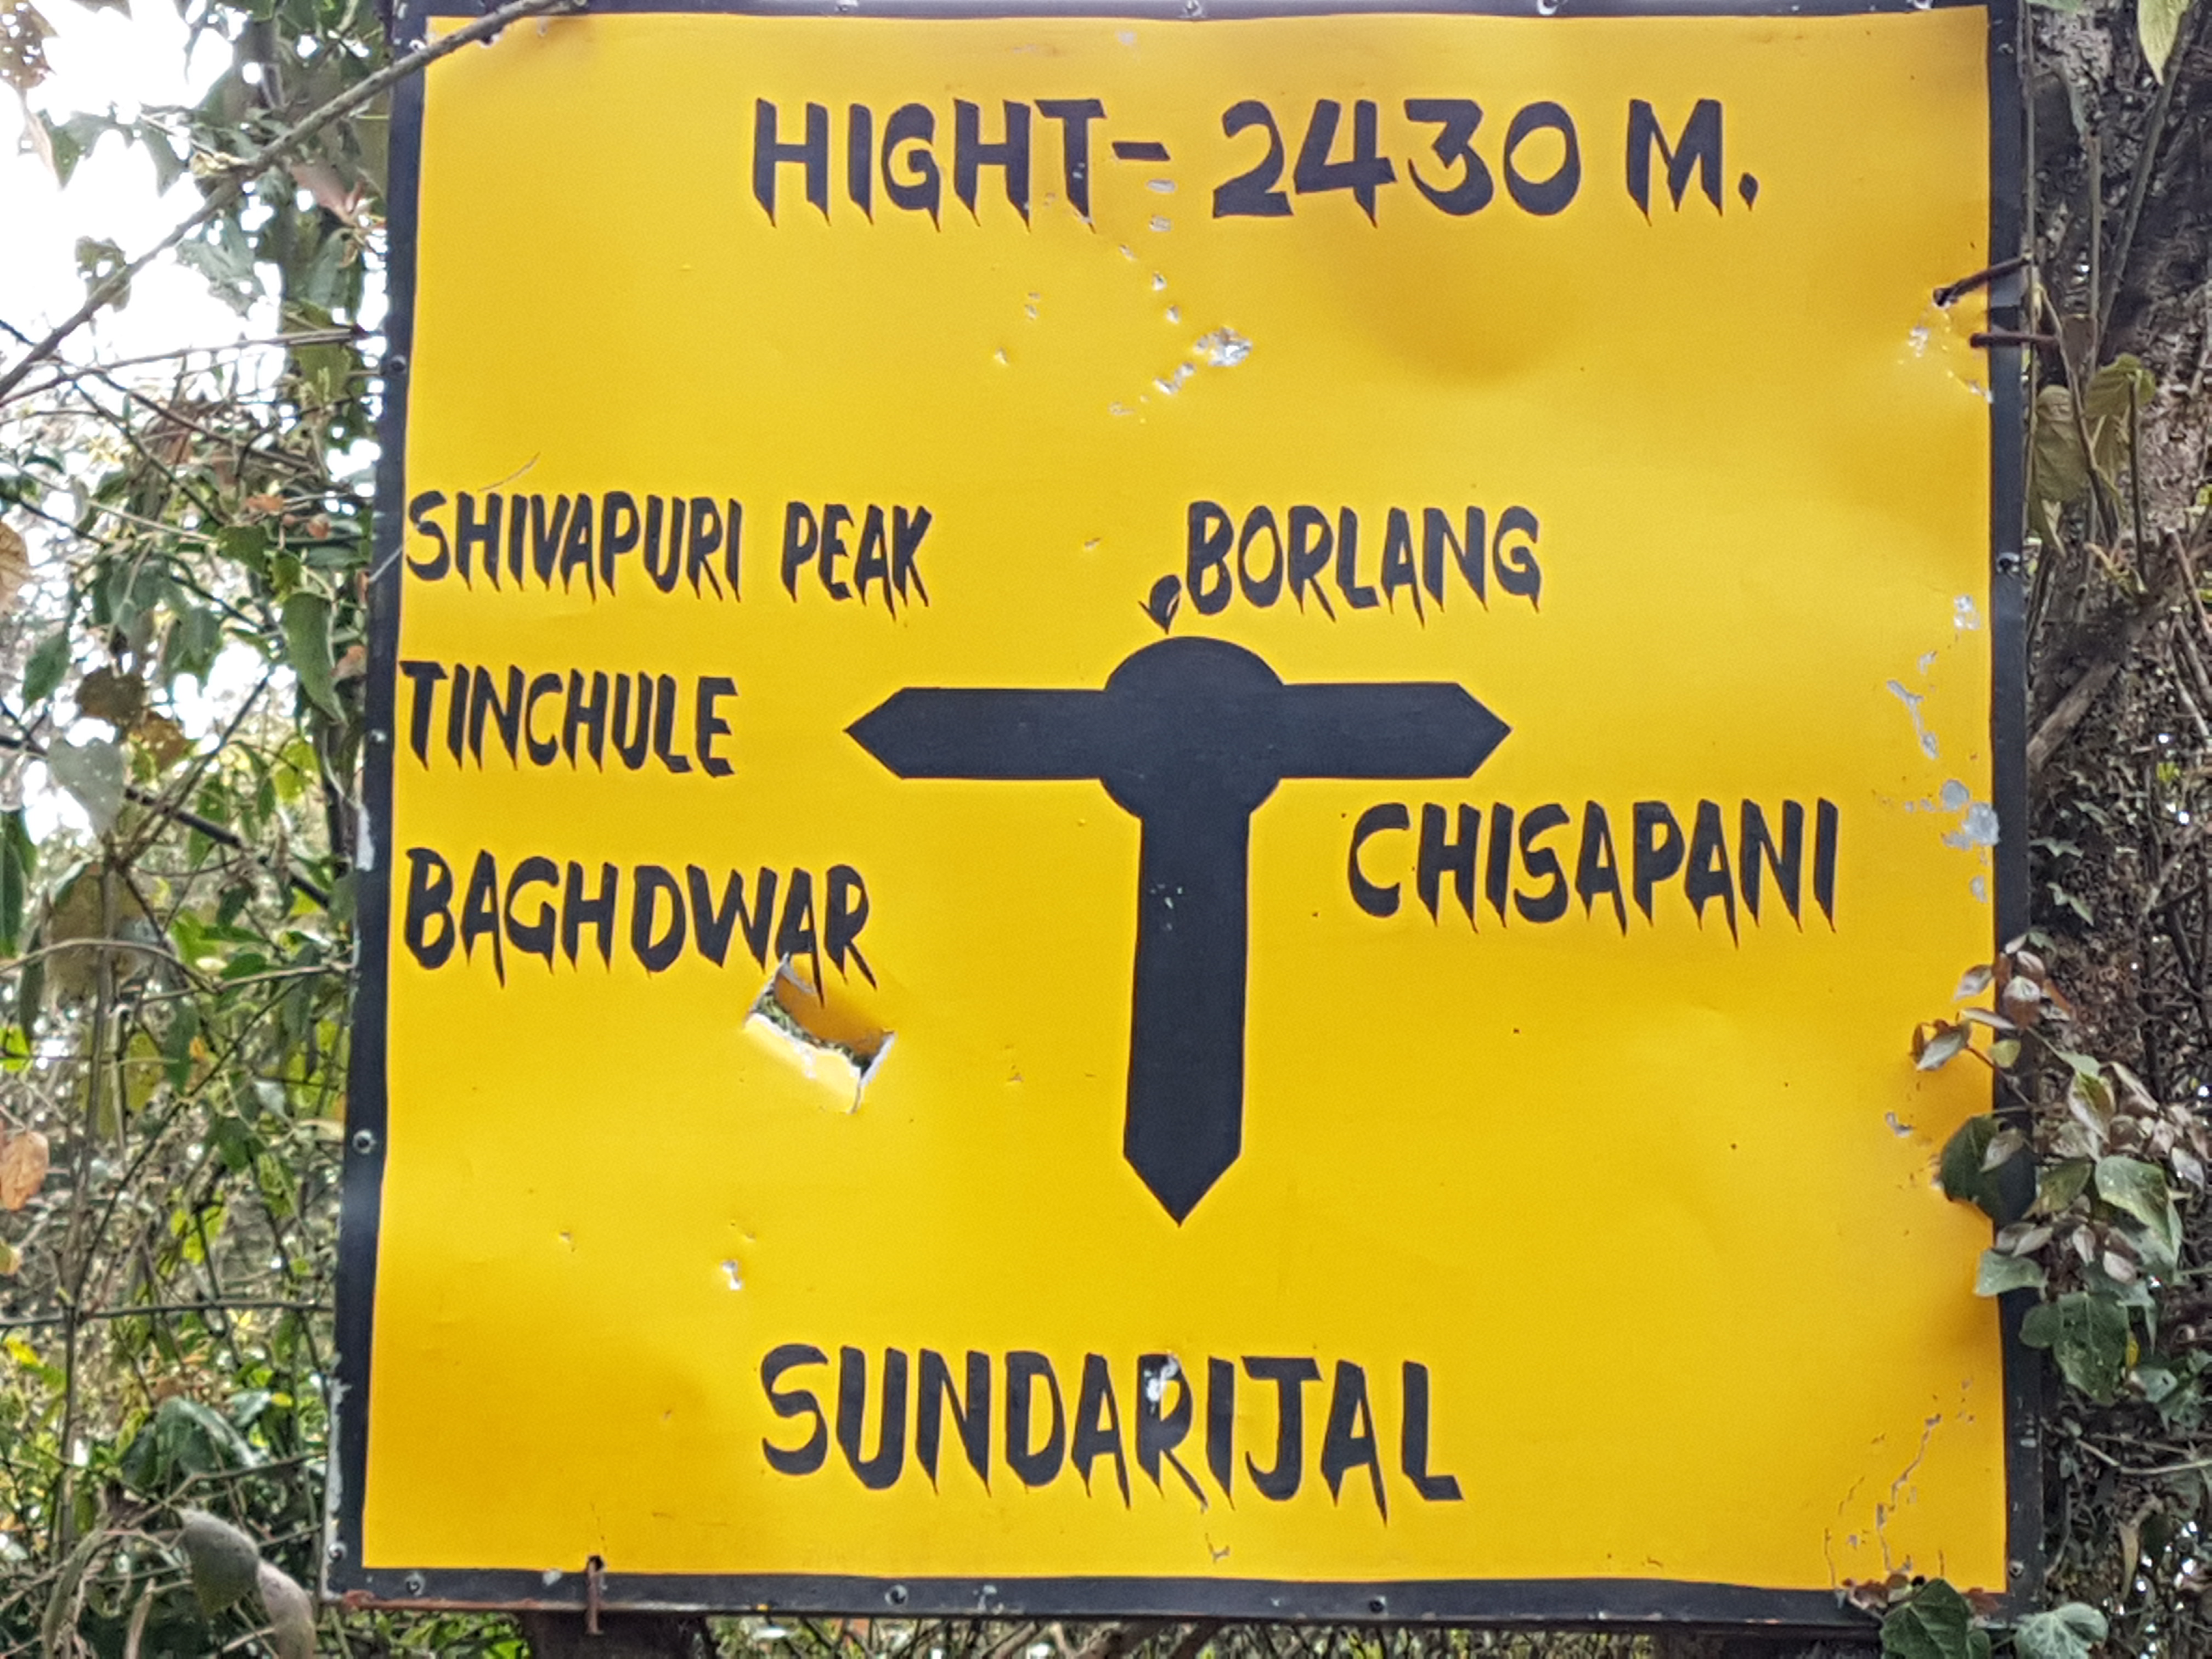 HIGHT- 2430 M.
SHIVAPURI PEAK
BORLANG
TINCHULE
BAGHDWAR
CHISAPANI
SUNDARIJAL